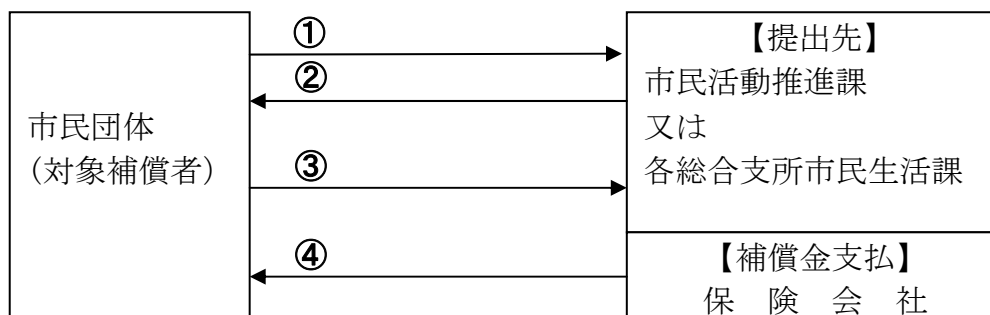 市民団体
(対象補償者)
①
②
③
④
【提出先】
市民活動推進課
又は
各総合支所市民生活課
【補償金支払】
保　険　会　社